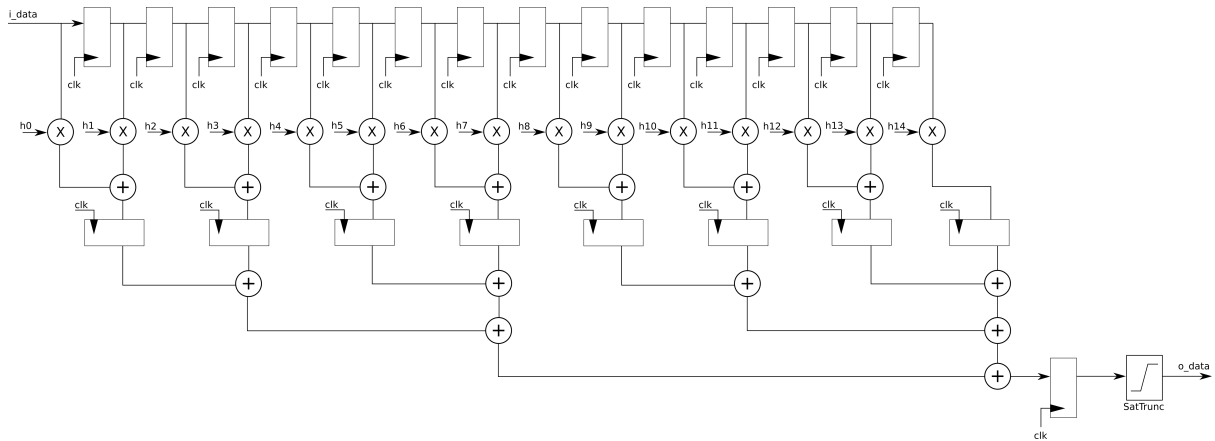 i_data
clk clk clk clk clk clk clk clk clk clk clk clk clk clk
h0 h1 h2 h3 h4 h5 h6 h7 h8 h9 h10 h11 h12 h13 h14
X X X X X X X X X X X X X X X
+ + + + + + +
clk clk clk clk clk clk clk clk
+ + + +
+ +
+
o_data
SatTrunc
clk